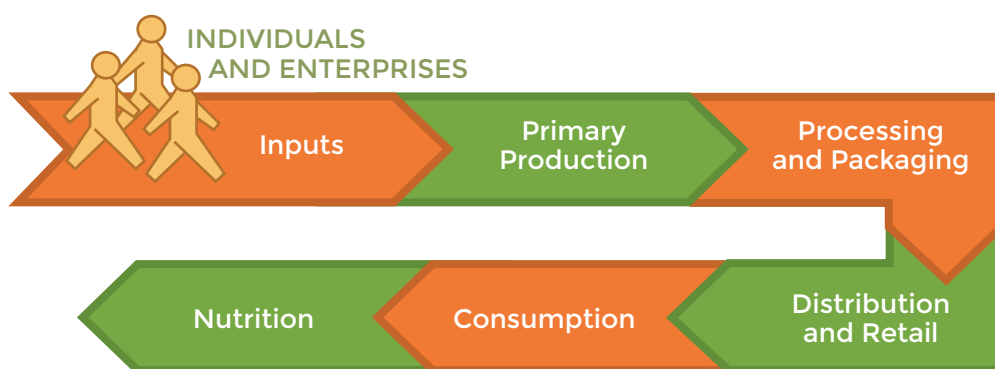 INDIVIDUALS
AND ENTERPRISES
Inputs
Primary
Production
Processing
and Packaging
Distribution
and Retail
Consumption
Nutrition